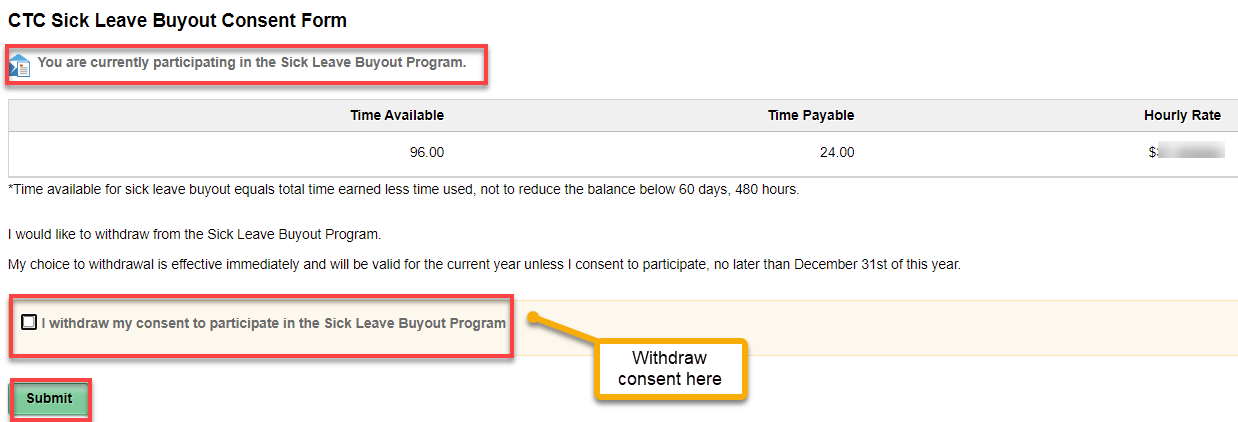 CTC Sick Leave Buyout Consent Form
You are currently participating in the Sick Leave Buyout Program.
Time Available Time Payable Hourly Rate
96.00 24.00 $
*Time available for sick leave buyout equals total time earned less time used, not to reduce the balance below 60 days, 480 hours.
I would like to withdraw from the Sick Leave Buyout Program.
My choice to withdrawal is effective immediately and will be valid for the current year unless I consent to participate, no later than December 31st of this year.
I withdraw my consent to participate in the Sick Leave Buyout Program
Withdraw
consent here
Submit